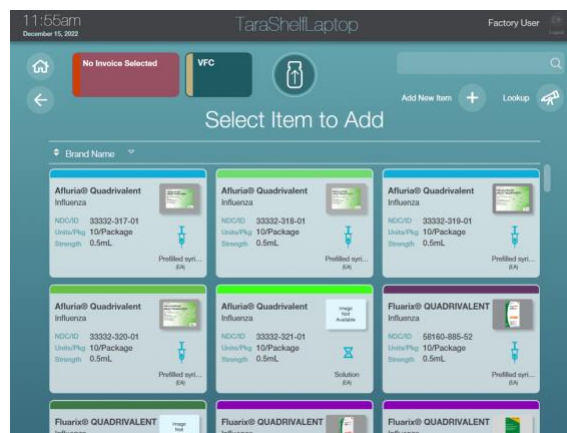 11:55am
December 15, 2022
TaraShelfLaptop
Factory User
No Invoice Selected
VFC
Add New Item
Lookup
Select Item to Add
Brand Name
Afluria® Quadrivalent
Influenza
NDC/ID 33332-317-01
Units/Pkg 10/Package
Strength 0.5mL
Prefilled syri...
(EA)
Afluria® Quadrivalent
Influenza
NDC/ID 33332-318-01
Units/Pkg 10/Package
Strength 0.5mL
Prefilled syri...
(EA)
Afluria® Quadrivalent
Influenza
NDC/ID 33332-319-01
Units/Pkg 10/Package
Strength 0.5mL
Prefilled syri...
(EA)
Afluria® Quadrivalent
Influenza
NDC/ID 33332-320-01
Units/Pkg 10/Package
Strength 0.5mL
Prefilled syri...
(EA)
Afluria® Quadrivalent
Influenza
Image
Not
Available
NDC/ID 33332-321-01
Units/Pkg 10/Package
Strength 0.5mL
Solution
(EA)
Fluarix® QUADRIVALENT
Influenza
NDC/ID 58160-885-52
Units/Pkg 10/Package
Strength 0.5mL
Prefilled syri...
(EA)
Fluarix® QUADRIVALENT
Image
Not
Fluarix® QUADRIVALENT
Fluarix® QUADRIVALENT